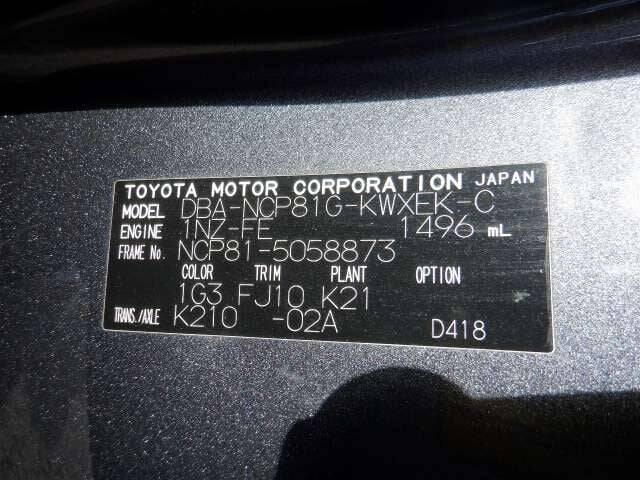 TOYOTA MOTOR CORPORATION JAPAN
MODEL DBA-NCP81G-KWXEK-C
ENGINE 1NZ-FE 1496 mL
FRAME No. NCP81-5058873
COLOR TRIM PLANT OPTION
1G3 FJ10 K21
TRANS./AXLE K210 -02A D418